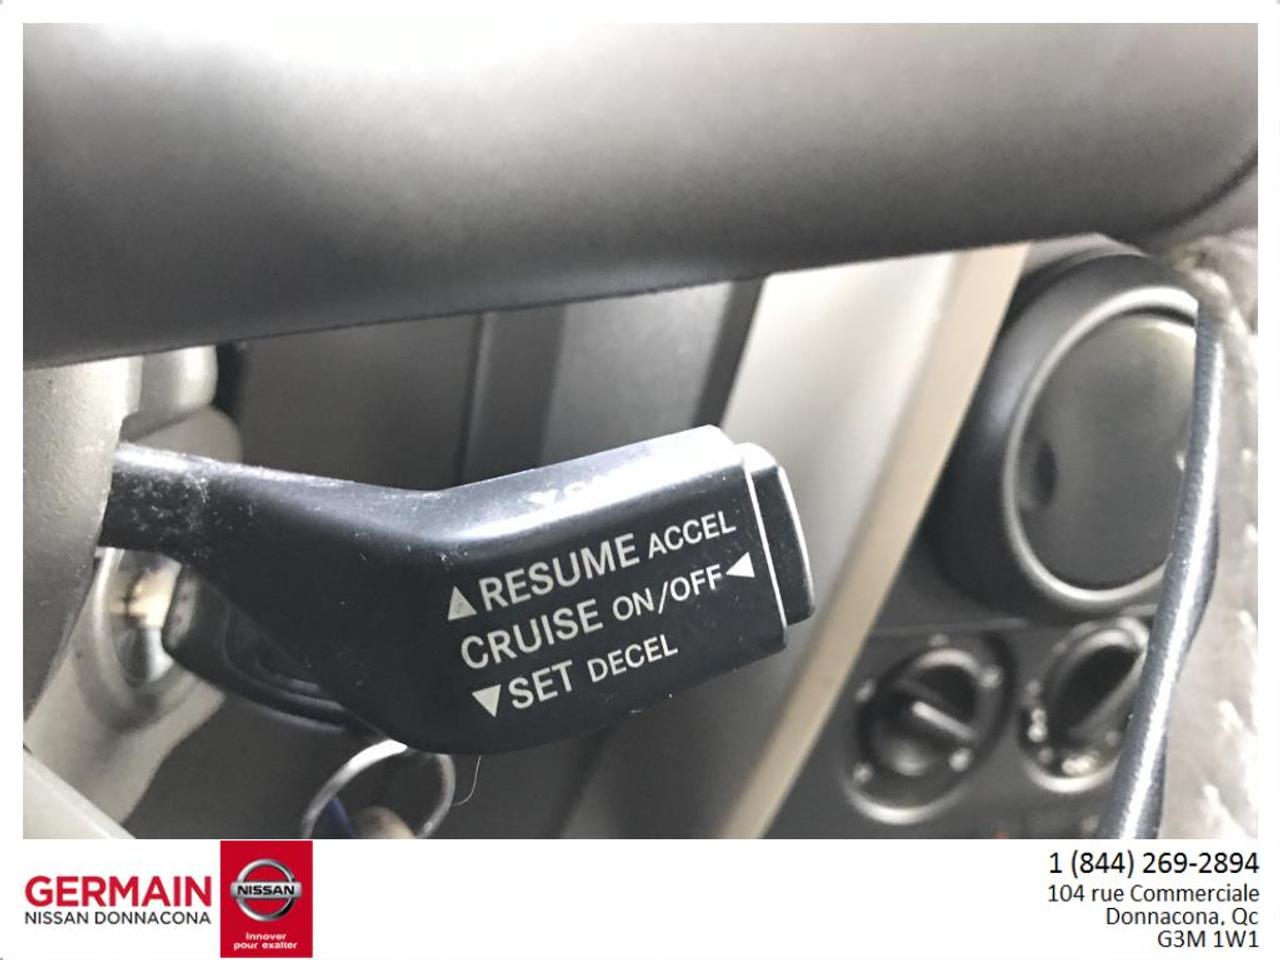 ▲RESUME ACCEL
CRUISE ON/OFF◄
▼SET DECEL
GERMAIN
NISSAN DONNACONA
NISSAN
Innover
pour exalter
1 (844) 269-2894
104 rue Commerciale
Donnacona, Qc
G3M 1W1